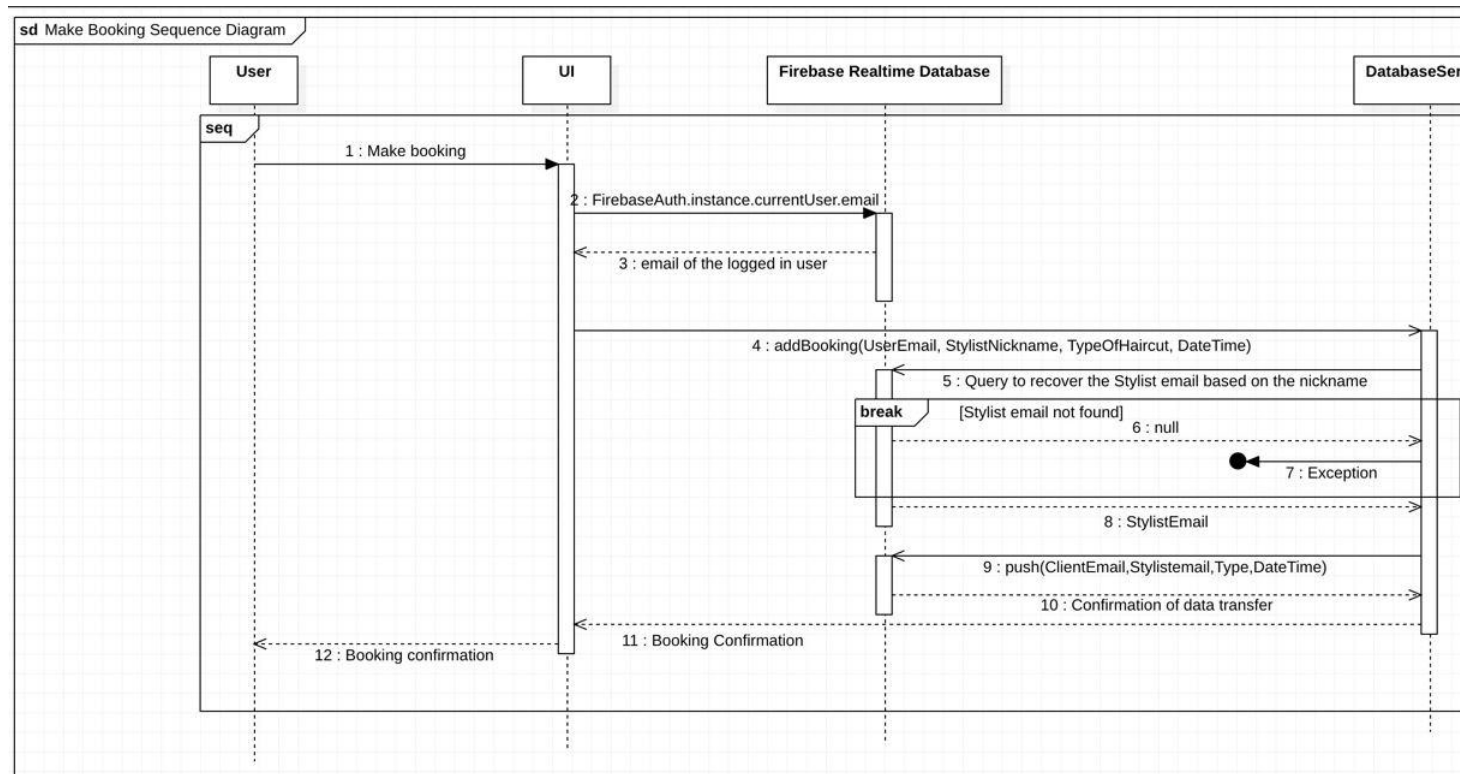 sd Make Booking Sequence Diagram
User
UI
Firebase Realtime Database
DatabaseSer
seq
1 : Make booking
2 : FirebaseAuth.instance.currentUser.email
3 : email of the logged in user
4 : addBooking(UserEmail, StylistNickname, TypeOfHaircut, DateTime)
5 : Query to recover the Stylist email based on the nickname
break [Stylist email not found]
6 : null
7 : Exception
8 : StylistEmail
9 : push(ClientEmail,Stylistemail,Type,DateTime)
10 : Confirmation of data transfer
11 : Booking Confirmation
12 : Booking confirmation